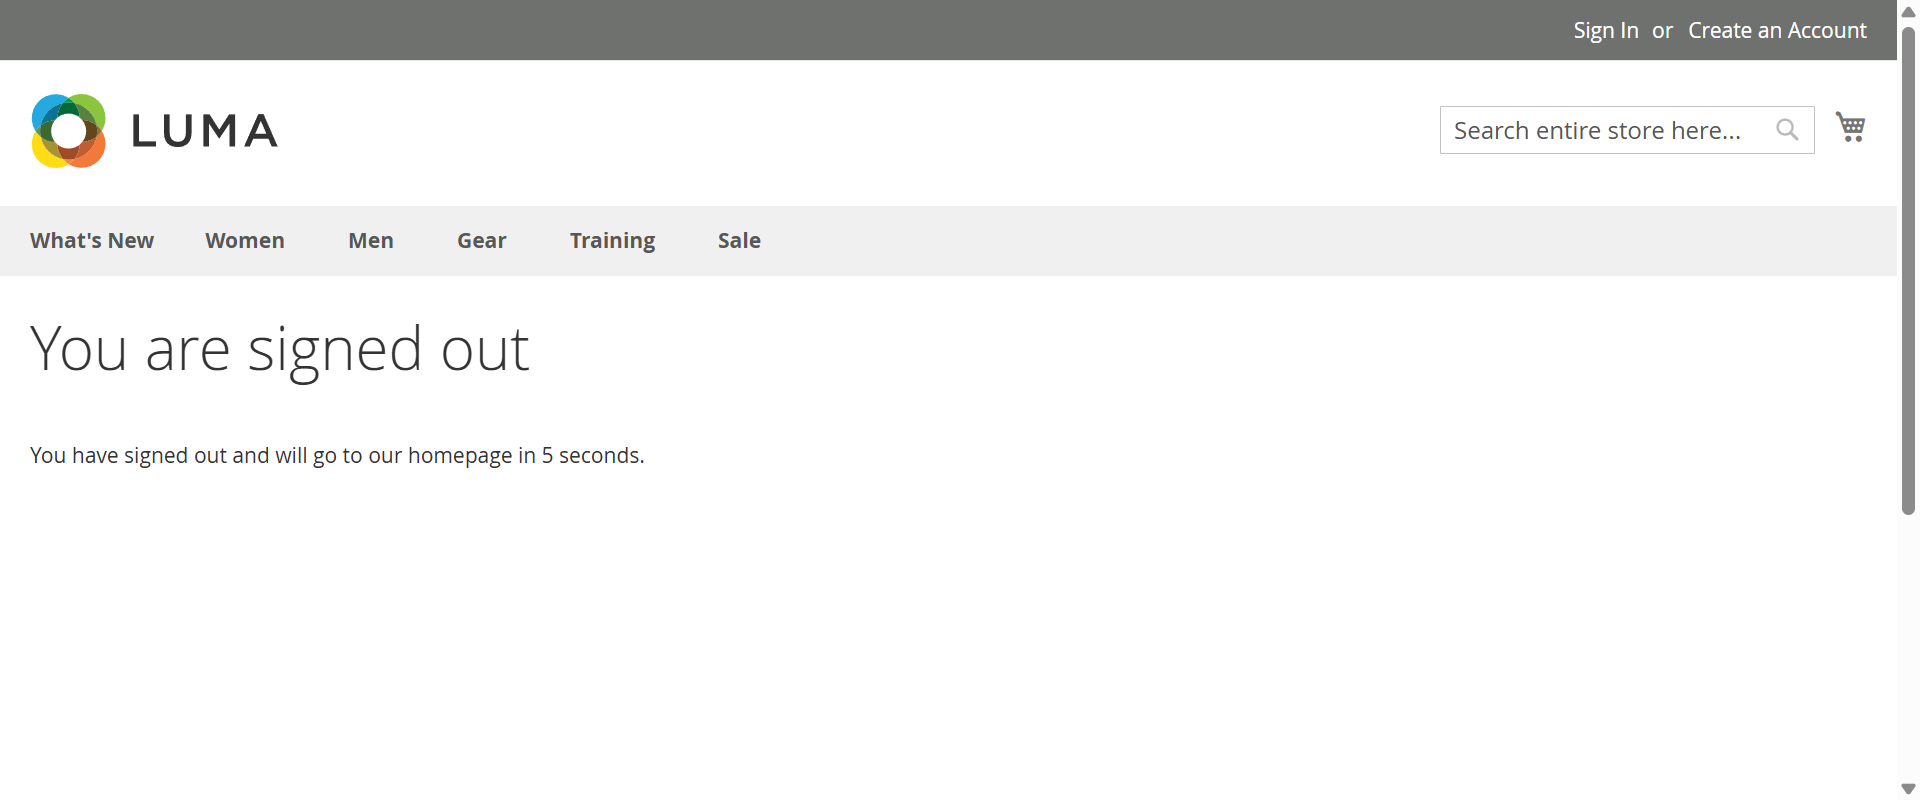 Sign In or Create an Account
LUMA
Search entire store here...
What's New Women Men Gear Training Sale
You are signed out
You have signed out and will go to our homepage in 5 seconds.